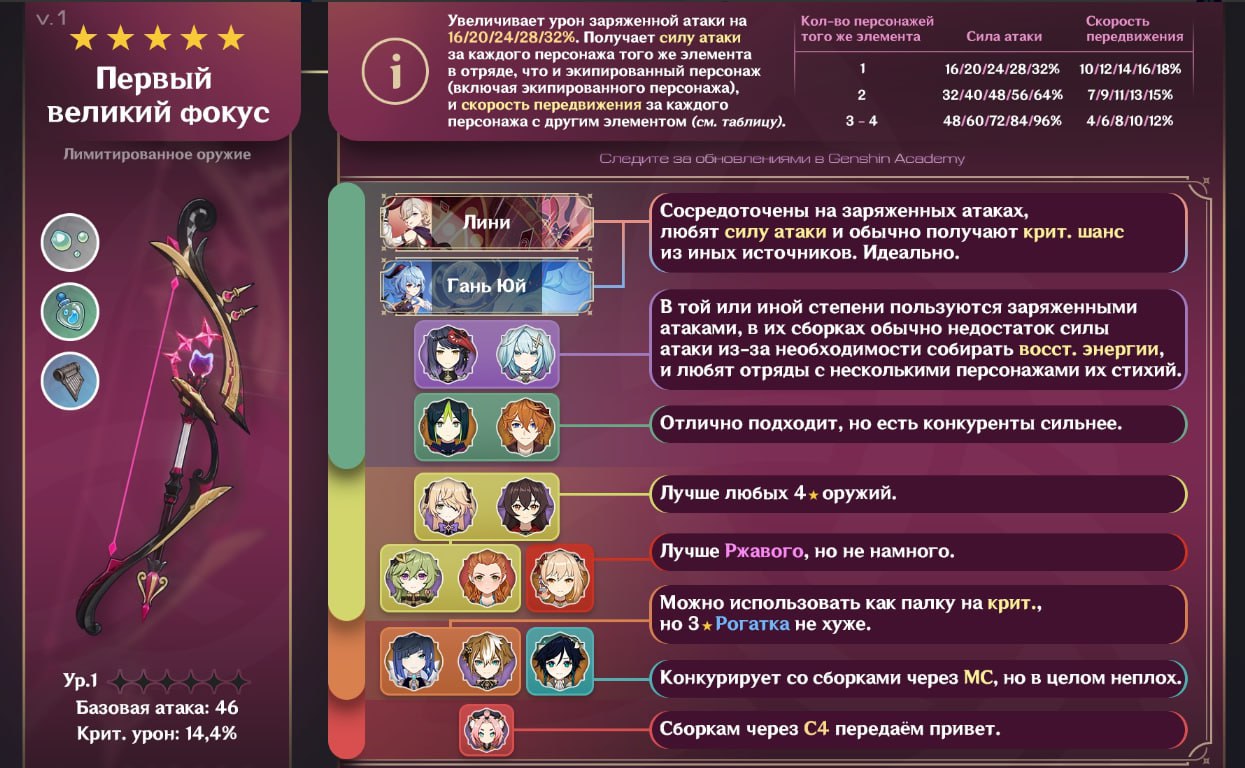 v.1
Первый
великий фокус
Лимитированное оружие
Ур.1
Базовая атака: 46
Крит. урон: 14,4%
i
Увеличивает урон заряженной атаки на
16/20/24/28/32%. Получает силу атаки
за каждого персонажа того же элемента
в отряде, что и экипированный персонаж
(включая экипированного персонажа),
и скорость передвижения за каждого
персонажа с другим элементом (см. таблицу).
Кол-во персонажей
того же элемента
Сила атаки
Скорость
передвижения
1 16/20/24/28/32% 10/12/14/16/18%
2 32/40/48/56/64% 7/9/11/13/15%
3 – 4 48/60/72/84/96% 4/6/8/10/12%
Следите за обновлениями в Genshin Academy
Лини
Гань Юй
Сосредоточены на заряженных атаках,
любят силу атаки и обычно получают крит. шанс
из иных источников. Идеально.
В той или иной степени пользуются заряженными
атаками, в их сборках обычно недостаток силы
атаки из-за необходимости собирать восст. энергии,
и любят отряды с несколькими персонажами их стихий.
Отлично подходит, но есть конкуренты сильнее.
Лучше любых 4★ оружий.
Лучше Ржавого, но не намного.
Можно использовать как палку на крит.,
но 3★Рогатка не хуже.
Конкурирует со сборками через МС, но в целом неплох.
Сборкам через С4 передаём привет.